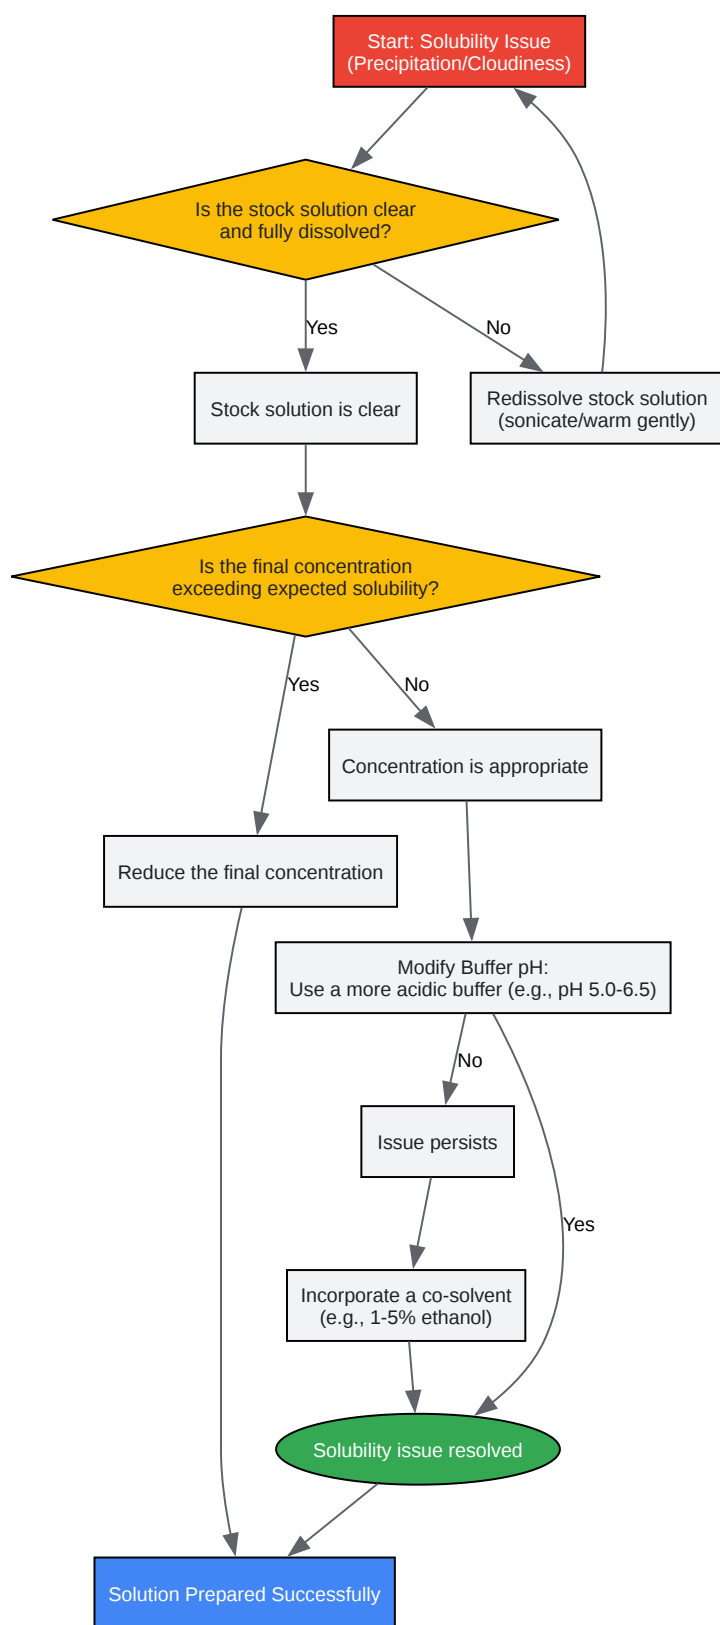 Start: Solubility Issue
(Precipitation/Cloudiness)
Is the stock solution clear
and fully dissolved?
Yes
No
Stock solution is clear
Redissolve stock solution
(sonicate/warm gently)
Is the final concentration
exceeding expected solubility?
Yes
No
Concentration is appropriate
Reduce the final concentration
Modify Buffer pH:
Use a more acidic buffer (e.g., pH 5.0-6.5)
No
Issue persists
Yes
Incorporate a co-solvent
(e.g., 1-5% ethanol)
Solubility issue resolved
Solution Prepared Successfully